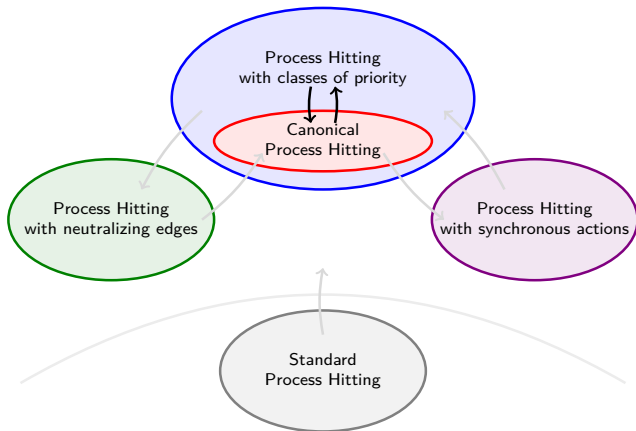 Process Hitting
with classes of priority
Canonical
Process Hitting
Process Hitting
with neutralizing edges
Process Hitting
with synchronous actions
Standard
Process Hitting